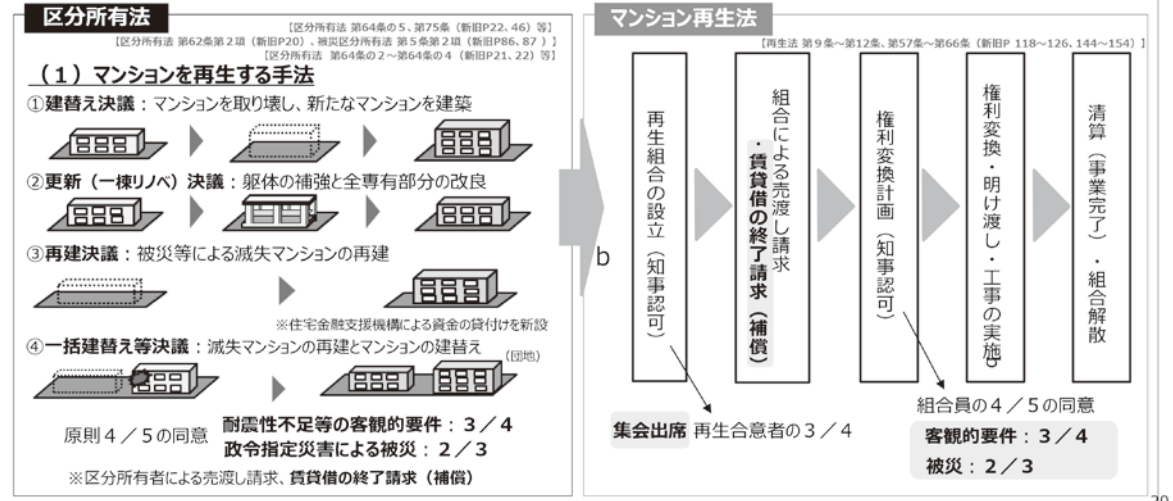 区分所有法
【区分所有法 第64条の5、第75条(新旧P22、46)等】
【区分所有法 第62条第2項(新旧P20)、被災区分所有法 第5条第2項(新旧P86、87 )】
【区分所有法 第64条の2~第64条の4(新旧P21、22)等】
(1)マンションを再生する手法
①建替え決議:マンションを取り壊し、新たなマンションを建築
②更新(一棟リノベ)決議:躯体の補強と全専有部分の改良
③再建決議:被災等による滅失マンションの再建
※住宅金融支援機構による資金の貸付けを新設
④一括建替え等決議:滅失マンションの再建とマンションの建替え
(団地)
原則4/5の同意
耐震性不足等の客観的要件:3/4
政令指定災害による被災:2/3
※区分所有者による売渡し請求、賃貸借の終了請求(補償)
マンション再生法
【再生法 第9条~第12条、第57条~第66条(新旧P 118~126、144~154)】
b
再生組合の設立(知事認可)
組合による売渡し請求
・賃貸借の終了請求(補償)
権利変換計画(知事認可)
権利変換・明け渡し・工事の実施
b
清算(事業完了)・組合解散
集会出席 再生合意者の3/4
組合員の4/5の同意
客観的要件:3/4
被災:2/3